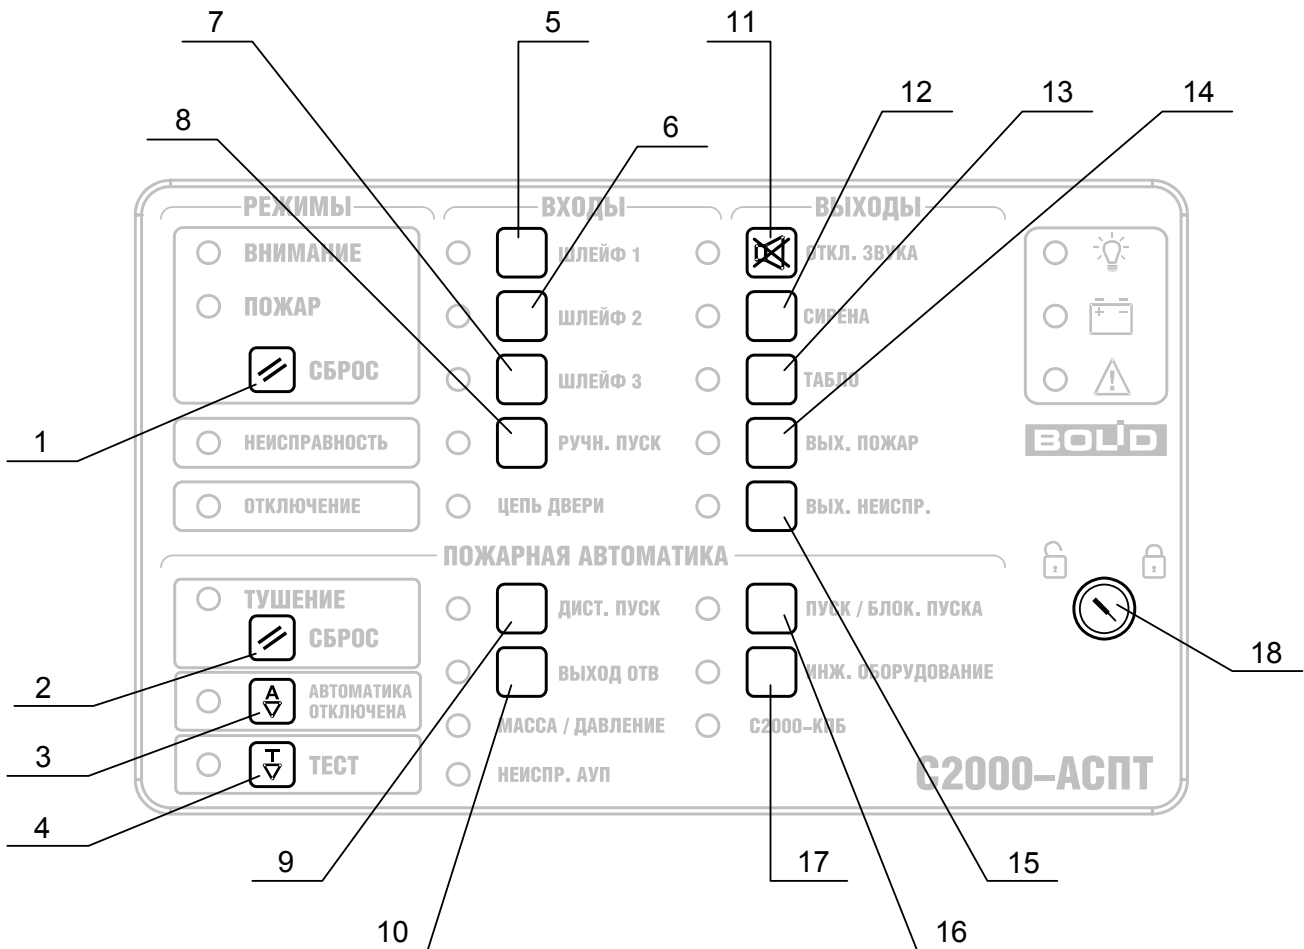 7
5
11
12
13
14
8
6
РЕЖИМЫ
ВХОДЫ
ВЫХОДЫ
ВНИМАНИЕ
ШЛЕЙФ 1
ОТКЛ. ЗВУКА
ПОЖАР
ШЛЕЙФ 2
СИРЕНА
СБРОС
ШЛЕЙФ 3
ТАБЛО
1
НЕИСПРАВНОСТЬ
РУЧН. ПУСК
ВЫХ. ПОЖАР
BOLID
ОТКЛЮЧЕНИЕ
ЦЕПЬ ДВЕРИ
ВЫХ. НЕИСПР.
ПОЖАРНАЯ АВТОМАТИКА
ТУШЕНИЕ
ДИСТ. ПУСК
ПУСК / БЛОК. ПУСКА
СБРОС
18
2
А
АВТОМАТИКА
ОТКЛЮЧЕНА
ВЫХОД ОТВ
ИНЖ. ОБОРУДОВАНИЕ
МАССА / ДАВЛЕНИЕ
С2000–КПБ
3
Т
ТЕСТ
НЕИСПР. АУП
С2000–АСПТ
4
9
17
15
10
16